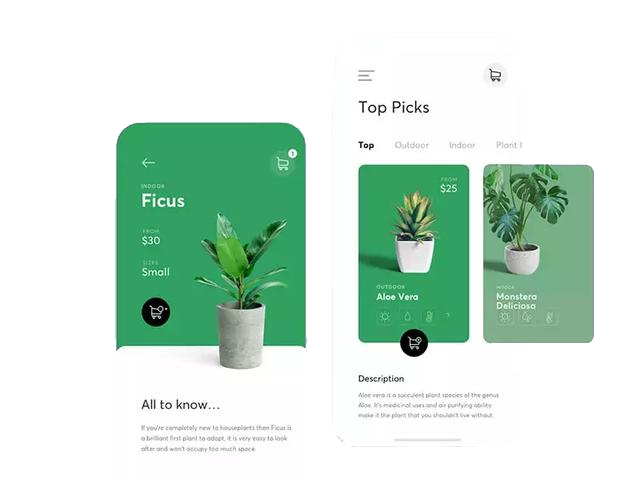 1
INDOOR
Ficus
FROM
$30
SIZES
Small
All to know...
If you're completely new to houseplants then Ficus is
a brilliant first plant to adopt, it is very easy to look
after and won't occupy too much space.
Top Picks
Top Outdoor Indoor Plant
FROM
$25
OUTDOOR
Aloe Vera
?
INDOOR
Monstera
Deliciosa
Description
Aloe vera is a succulent plant species of the genus
Aloe. It's medicinal uses and air purifying ability
make it the plant that you shouldn't live without.